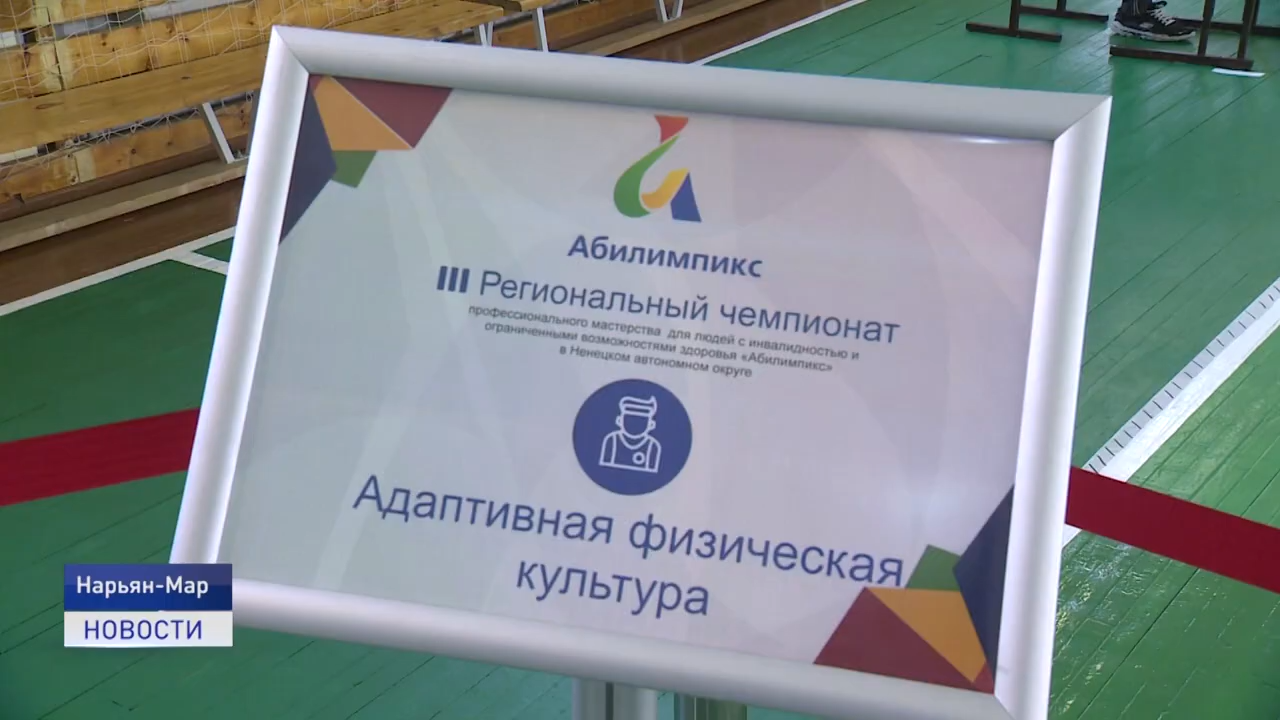 Абилимпикс
III Региональный чемпионат
профессионального мастерства для людей с инвалидностью и
ограниченными возможностями здоровья «Абилимпикс»
в Ненецком автономном округе
Адаптивная физическая
культура
Нарьян-Мар
НОВОСТИ